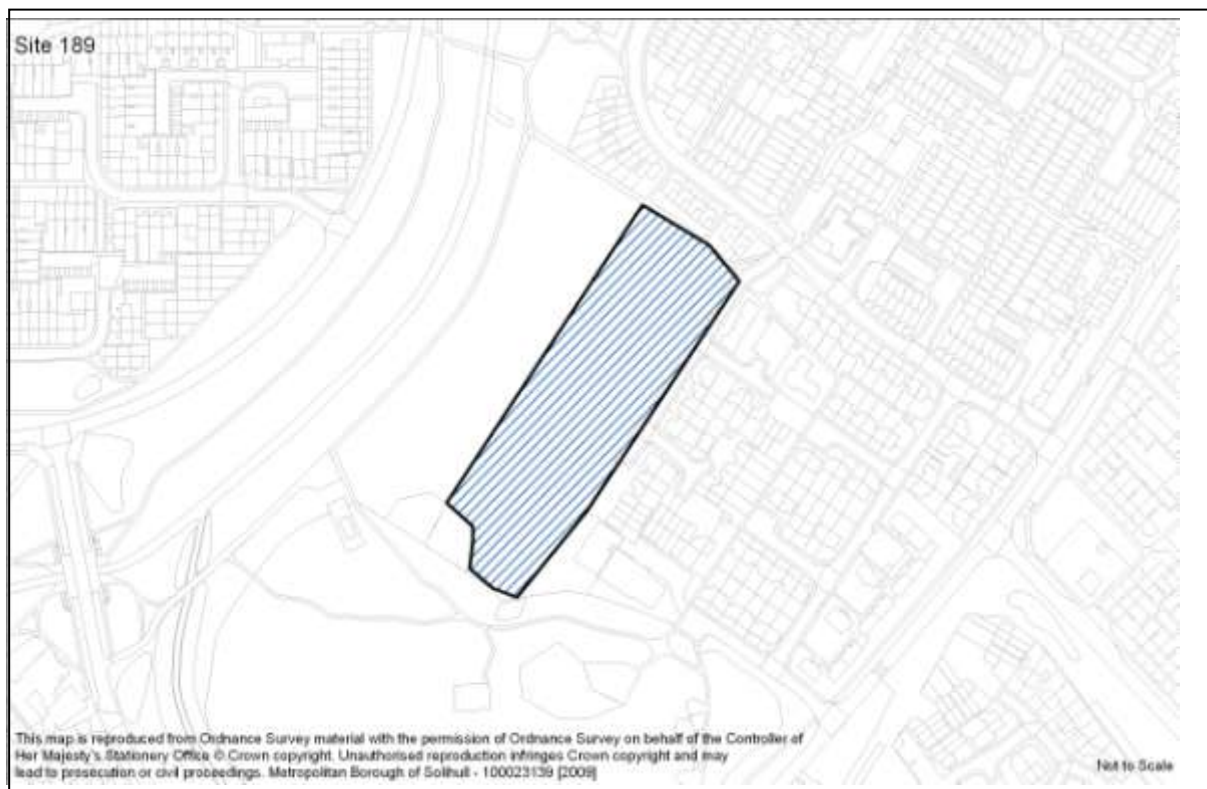 Site 189
This map is reproduced from Ordnance Survey material with the permission of Ordnance Survey on behalf of the Controller of
Her Majesty's Stationery Office © Crown copyright. Unauthorised reproduction infringes Crown copyright and may
lead to prosecution or civil proceedings. Metropolitan Borough of Solihull - 100023139 [2009]
Not to Scale